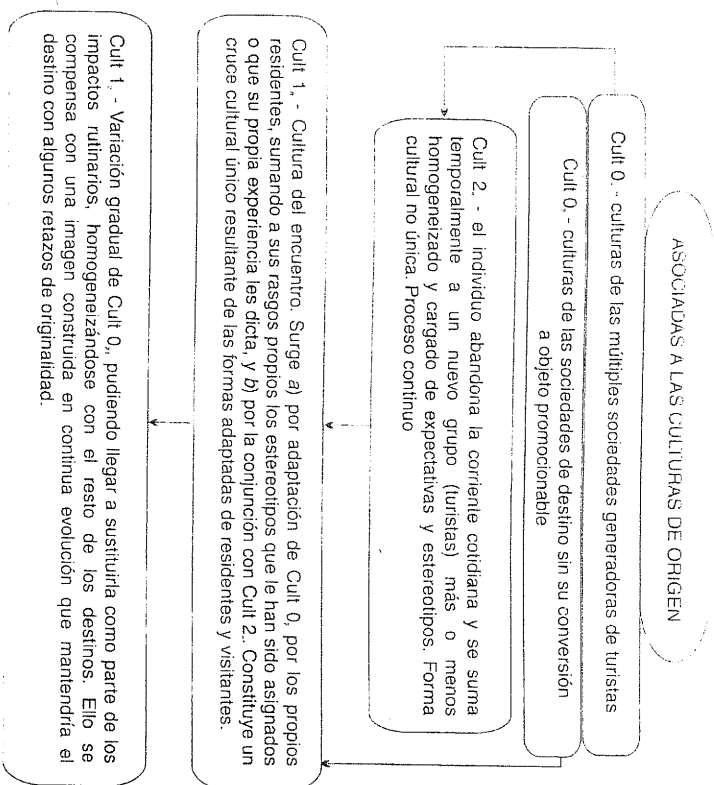 ASOCIADAS A LAS CULTURAS DE ORIGEN
Cult 0. - culturas de las múltiples sociedades generadoras de turistas
Cult 0, - culturas de las sociedades de destino sin su conversión
a objeto promocionable
Cult 2. - el individuo abandona la corriente cotidiana y se suma
temporalmente a un nuevo grupo (turistas) más o menos
homogeneizado y cargado de expectativas y estereotipos. Forma
cultural no única. Proceso continuo
Cult 1, - Cultura del encuentro. Surge a) por adaptación de Cult 0, por los propios
residentes, sumando a sus rasgos propios los estereotipos que le han sido asignados
o que su propia experiencia les dicta, y b) por la conjunción con Cult 2.. Constituye un
cruce cultural único resultante de las formas adaptadas de residentes y visitantes.
Cult 1, - Variación gradual de Cult 0,, pudiendo llegar a sustituirla como parte de los
impactos rutinarios, homogeneizándose con el resto de los destinos. Ello se
compensa con una imagen construida en continua evolución que mantendría el
destino con algunos retazos de originalidad.